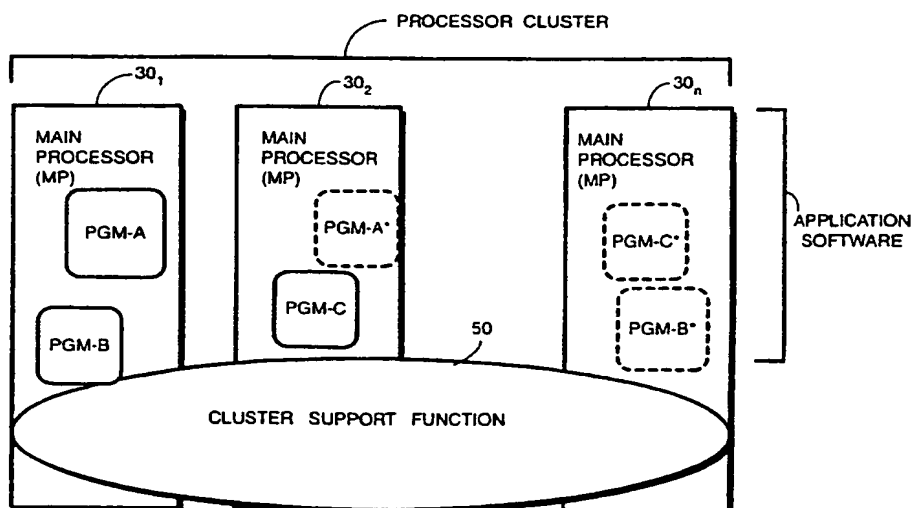 PROCESSOR CLUSTER
30₁
30₂
30ₙ
MAIN
PROCESSOR
(MP)
PGM-A
PGM-B
MAIN
PROCESSOR
(MP)
PGM-A*
PGM-C
MAIN
PROCESSOR
(MP)
PGM-C*
PGM-B*
APPLICATION
SOFTWARE
50
CLUSTER SUPPORT FUNCTION